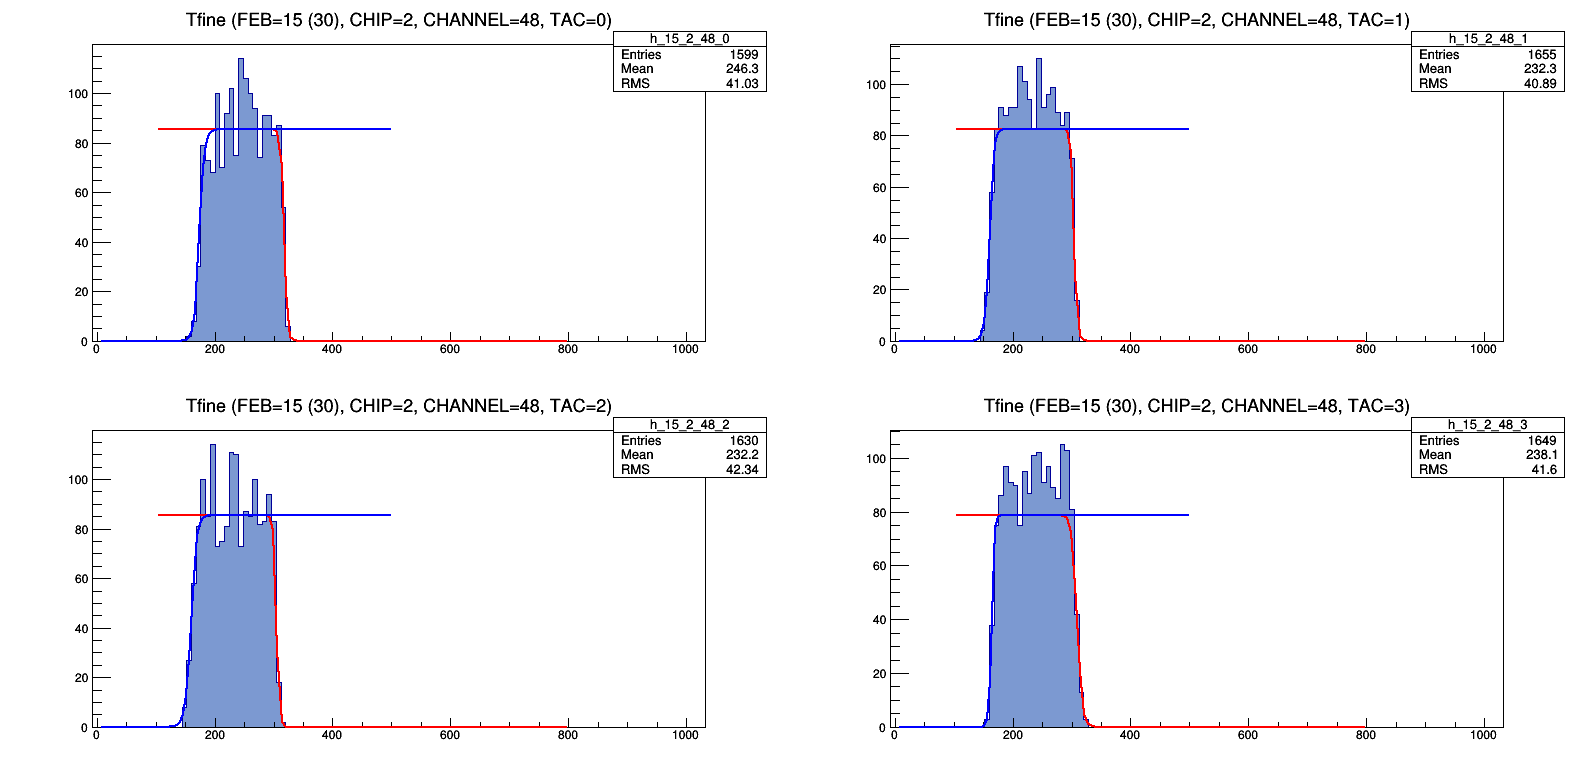 Tfine (FEB=15 (30), CHIP=2, CHANNEL=48, TAC=0)
h_15_2_48_0
Entries 1599
Mean 246.3
RMS 41.03
100
80
60
40
20
0
0 200 400 600 800 1000
Tfine (FEB=15 (30), CHIP=2, CHANNEL=48, TAC=1)
h_15_2_48_1
Entries 1655
Mean 232.3
RMS 40.89
100
80
60
40
20
0
0 200 400 600 800 1000
Tfine (FEB=15 (30), CHIP=2, CHANNEL=48, TAC=2)
h_15_2_48_2
Entries 1630
Mean 232.2
RMS 42.34
100
80
60
40
20
0
0 200 400 600 800 1000
Tfine (FEB=15 (30), CHIP=2, CHANNEL=48, TAC=3)
h_15_2_48_3
Entries 1649
Mean 238.1
RMS 41.6
100
80
60
40
20
0
0 200 400 600 800 1000